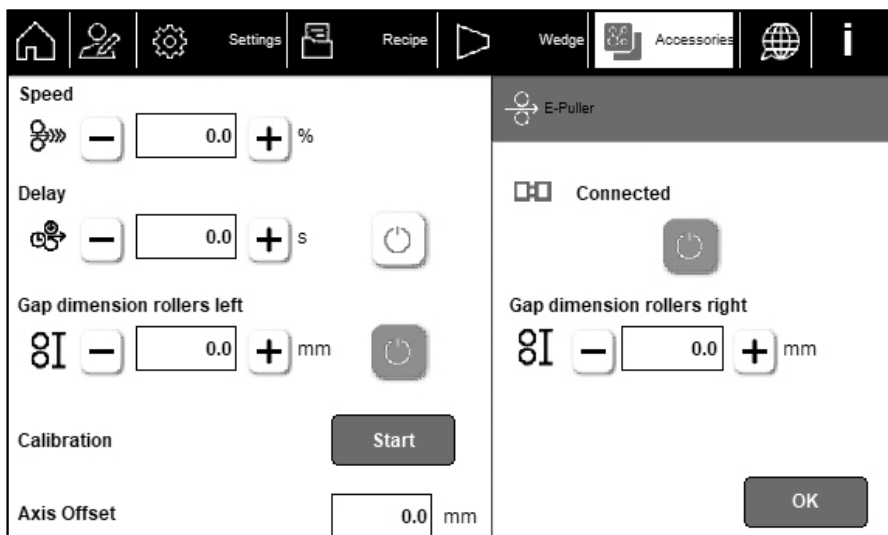 Settings
Recipe
Wedge
Accessories
i
Speed
0.0 %
Delay
0.0 s
Gap dimension rollers left
0.0 mm
Calibration
Start
Axis Offset
0.0 mm
E-Puller
Connected
Gap dimension rollers right
0.0 mm
OK